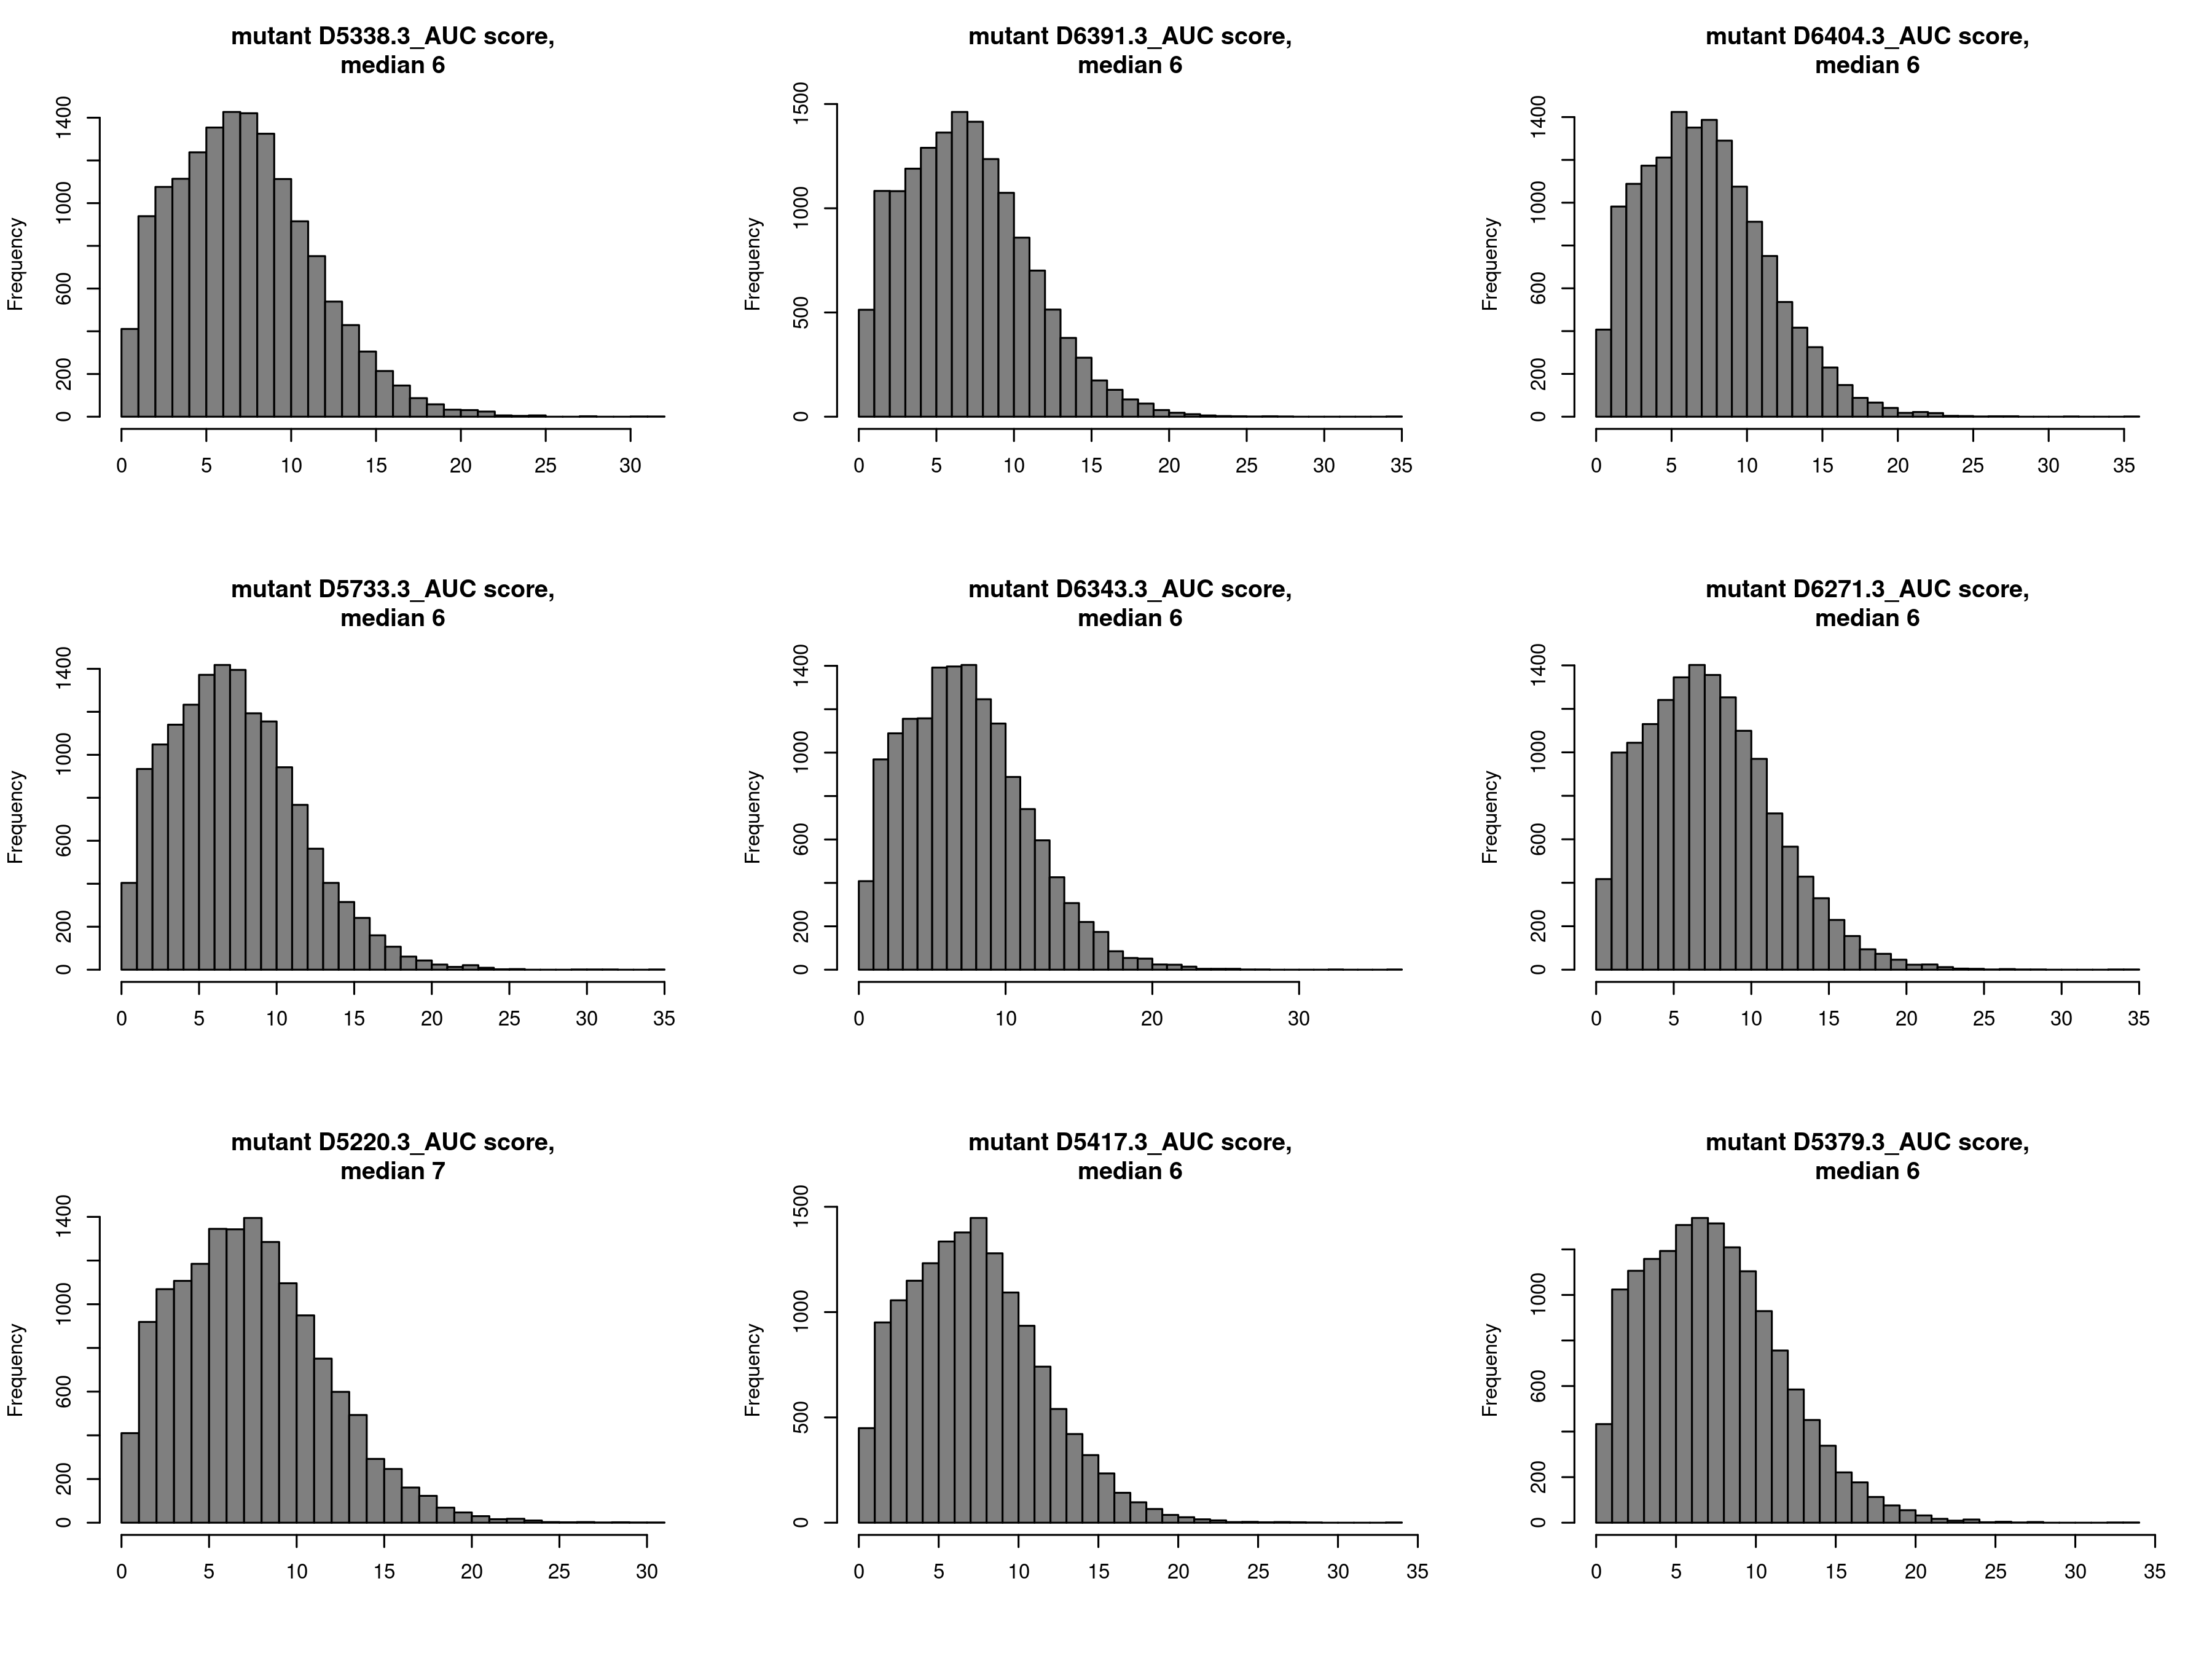 mutant D5338.3_AUC score,
median 6
Frequency
0 200 600 1000 1400
0 5 10 15 20 25 30
mutant D6391.3_AUC score,
median 6
Frequency
0 500 1000 1500
0 5 10 15 20 25 30 35
mutant D6404.3_AUC score,
median 6
Frequency
0 200 600 1000 1400
0 5 10 15 20 25 30 35
mutant D5733.3_AUC score,
median 6
Frequency
0 200 600 1000 1400
0 5 10 15 20 25 30 35
mutant D6343.3_AUC score,
median 6
Frequency
0 200 600 1000 1400
0 10 20 30
mutant D6271.3_AUC score,
median 6
Frequency
0 200 600 1000 1400
0 5 10 15 20 25 30 35
mutant D5220.3_AUC score,
median 7
Frequency
0 200 600 1000 1400
0 5 10 15 20 25 30
mutant D5417.3_AUC score,
median 6
Frequency
0 500 1000 1500
0 5 10 15 20 25 30 35
mutant D5379.3_AUC score,
median 6
Frequency
0 200 600 1000
0 5 10 15 20 25 30 35